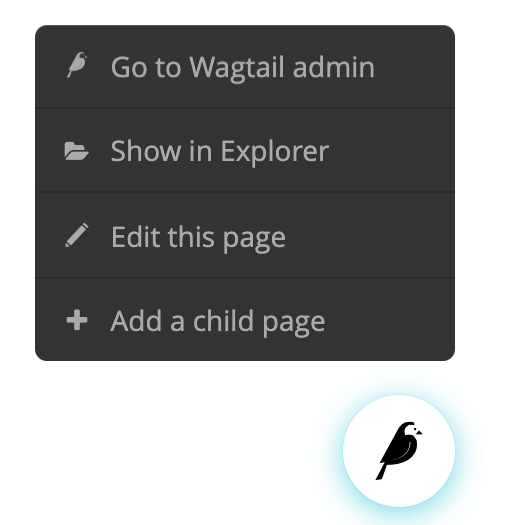 Go to Wagtail admin
Show in Explorer
Edit this page
Add a child page